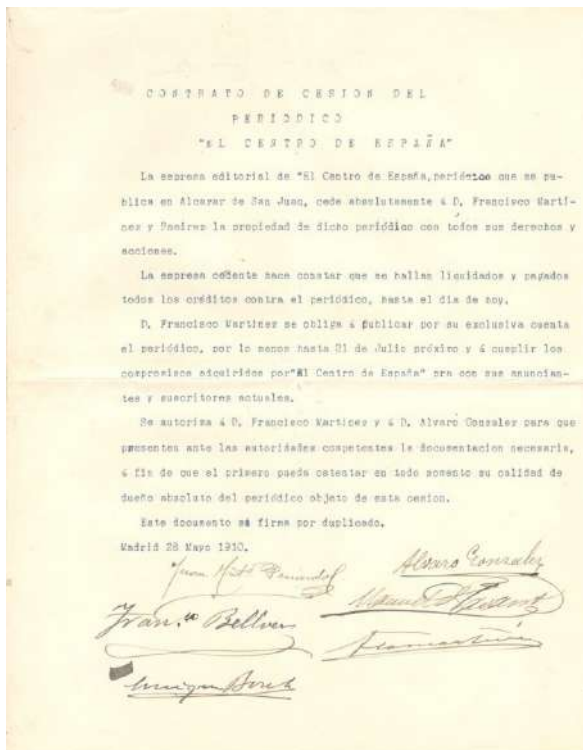 CONTRATO DE CESION DEL
PERIODICO
"EL CENTRO DE ESPAÑA"
La empresa editorial de "El Centro de España,periódico que se pu-
blica en Alcazar de San Juan, cede absolutamente á D. Francisco Marti-
nez y Ramirez la propiedad de dicho periódico con todos sus derechos y
acciones.
La empresa cedente hace constar que se hallan liquidados y pagados
todos los créditos contra el periódico, hasta el dia de hoy.
D. Francisco Martinez se obliga á publicar por su exclusiva cuenta
el periódico, por lo menos hasta 21 de Julio próximo y á cumplir los
compromisos adquiridos por"El Centro de España" pra con sus anuncian-
tes y suscritores actuales.
Se autoriza á D. Francisco Martinez y á D. Alvaro Gonzalez para que
presenten ante las autoridades competentes la documentacion necesaria,
á fin de que el primero pueda ostentar en todo momento su calidad de
dueño absoluto del periódico objeto de esta cesion.
Este documento se firma por duplicado.
Madrid 28 Mayo 1910.
Alvaro Gonzalez
Fran.co Bellver
Enrique Bosch